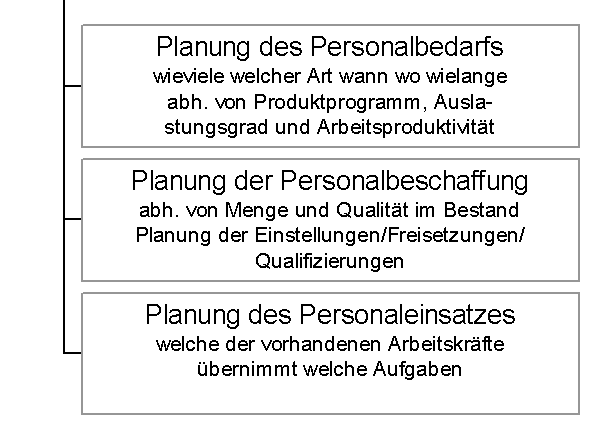 Planung des Personalbedarfs
wieviele welcher Art wann wo wielange
abh. von Produktprogramm, Ausla-
stungsgrad und Arbeitsproduktivität
Planung der Personalbeschaffung
abh. von Menge und Qualität im Bestand
Planung der Einstellungen/Freisetzungen/
Qualifizierungen
Planung des Personaleinsatzes
welche der vorhandenen Arbeitskräfte
übernimmt welche Aufgaben